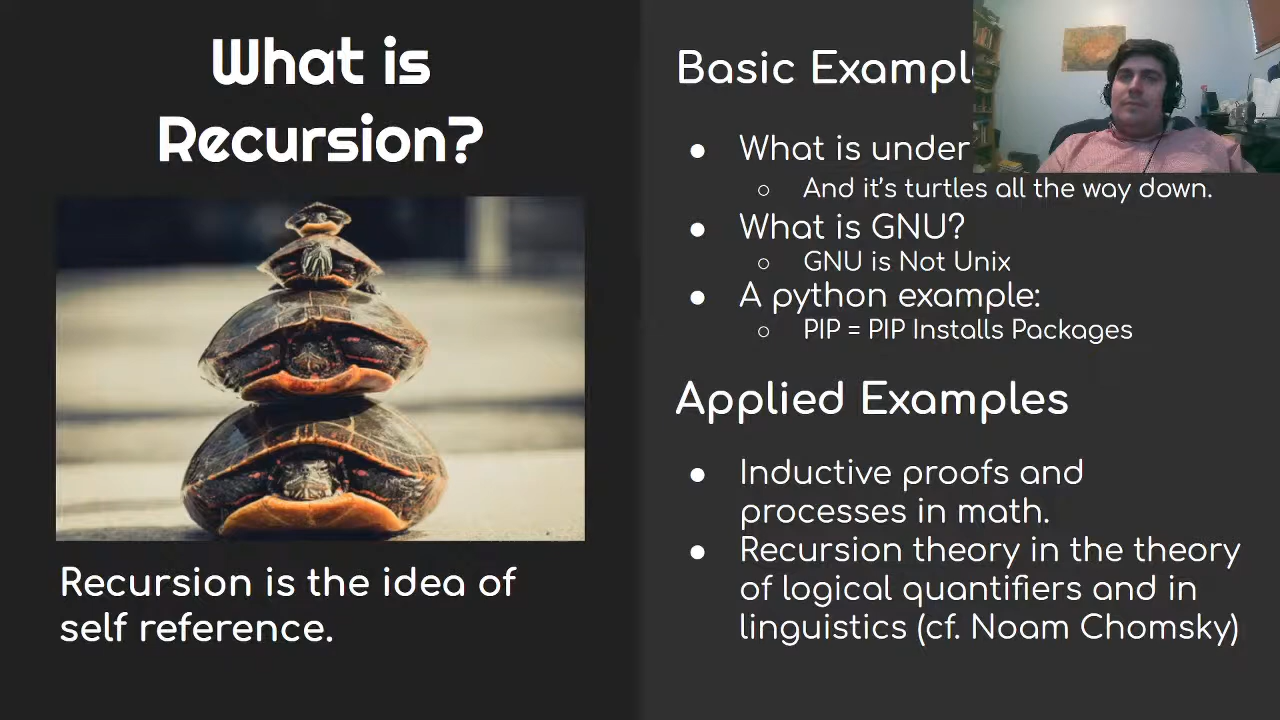 What is
Recursion?
Recursion is the idea of
self reference.
Basic Exampl
● What is under
○ And it's turtles all the way down.
● What is GNU?
○ GNU is Not Unix
● A python example:
○ PIP = PIP Installs Packages
Applied Examples
● Inductive proofs and
processes in math.
● Recursion theory in the theory
of logical quantifiers and in
linguistics (cf. Noam Chomsky)